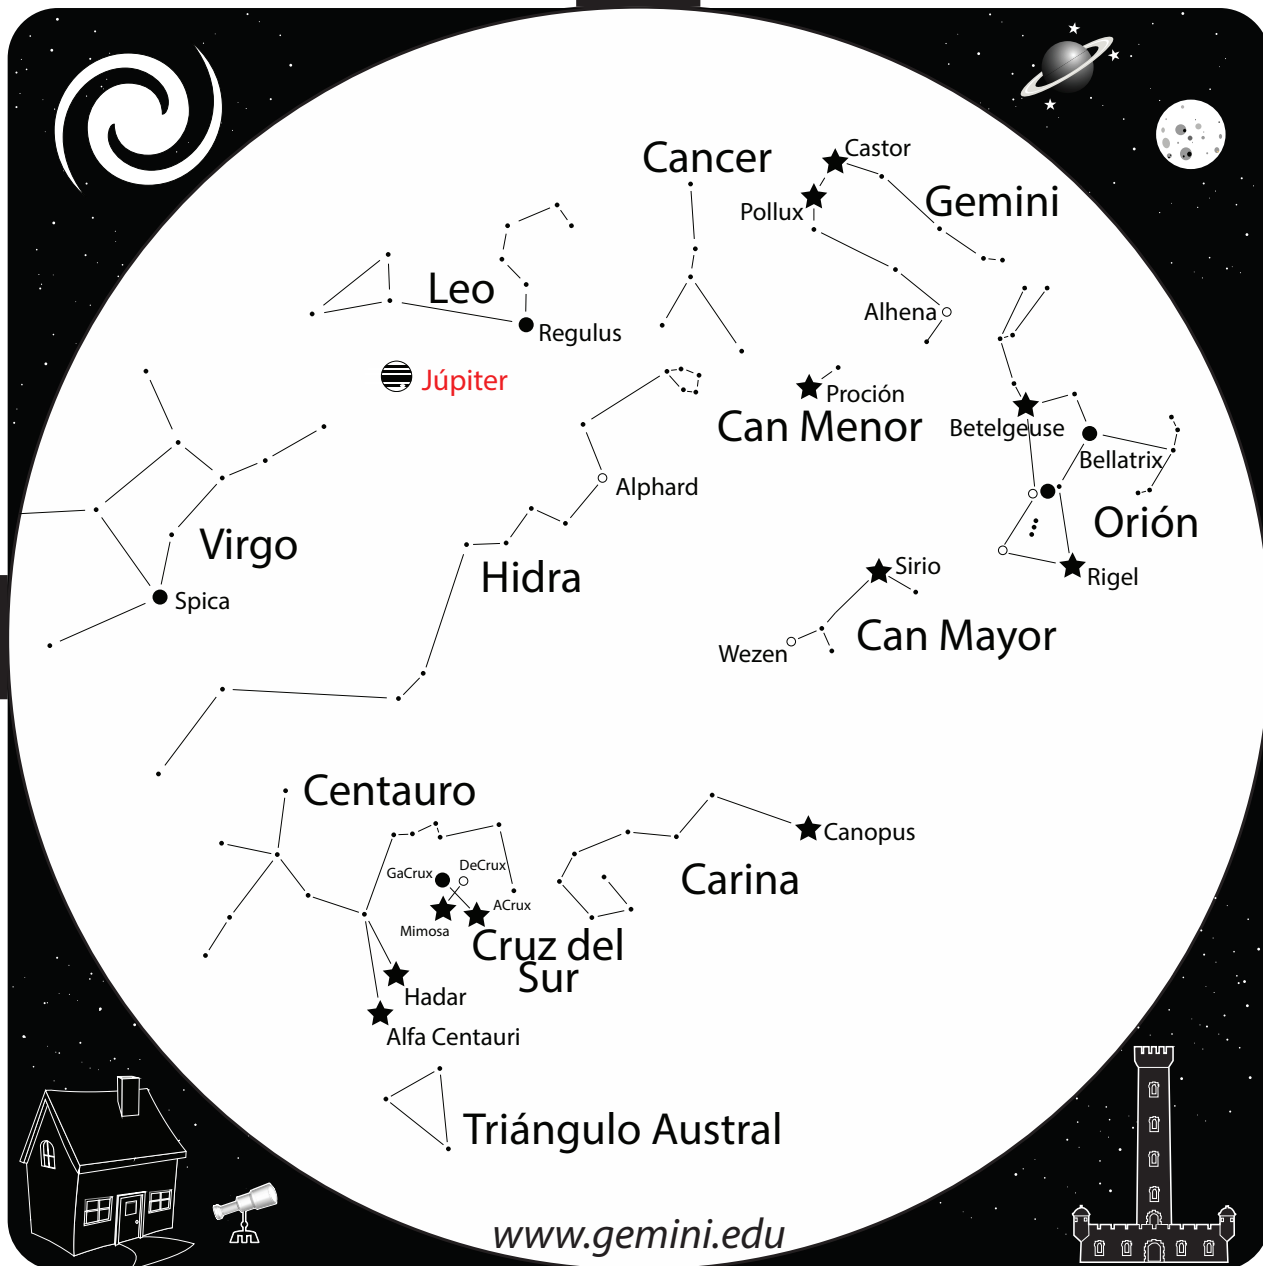 Castor
Cancer
Gemini
Pollux
Leo
Alhena
Regulus
Júpiter
Proción
Can Menor
Betelgeuse
Bellatrix
Alphard
Orión
Virgo
Hidra
Sirio
Rigel
Spica
Can Mayor
Wezen
Centauro
Canopus
DeCrux
GaCrux
Carina
ACrux
Mimosa
Cruz del
Sur
Hadar
Alfa Centauri
Triángulo Austral
www.gemini.edu